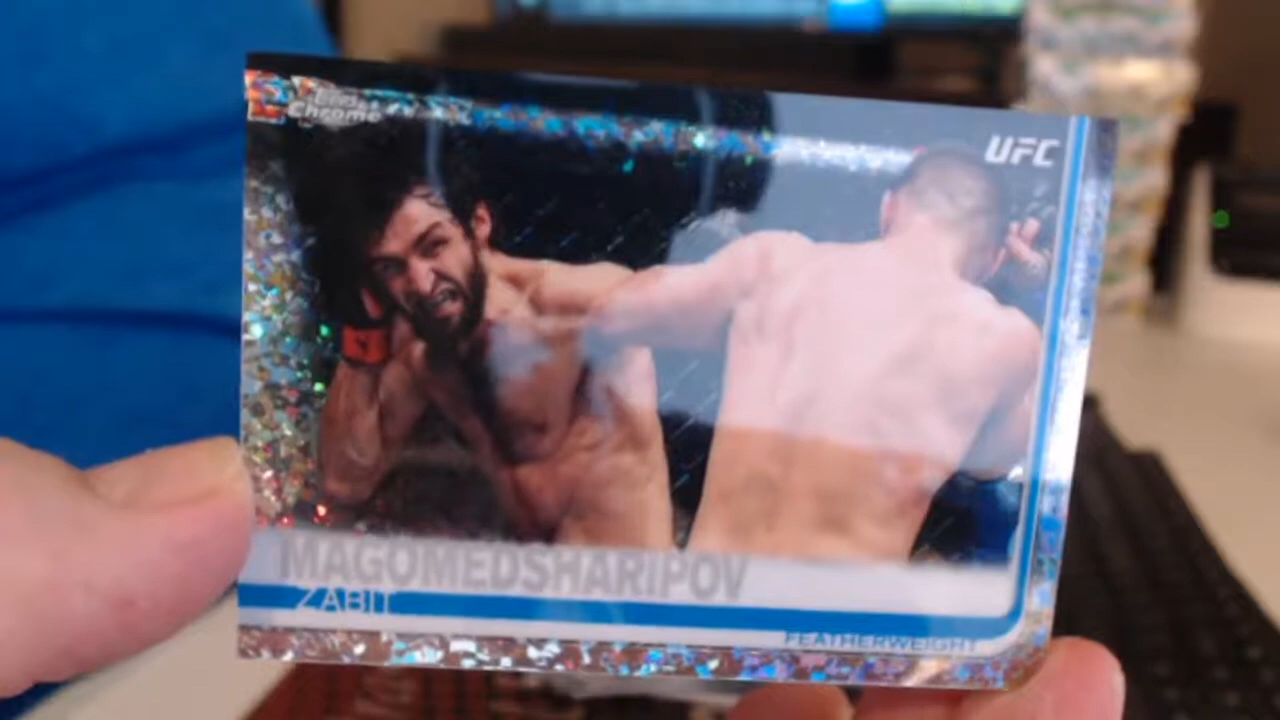 Topps
Chrome
UFC
MAGOMEDSHARIPOV
ZABIT
FEATHERWEIGHT